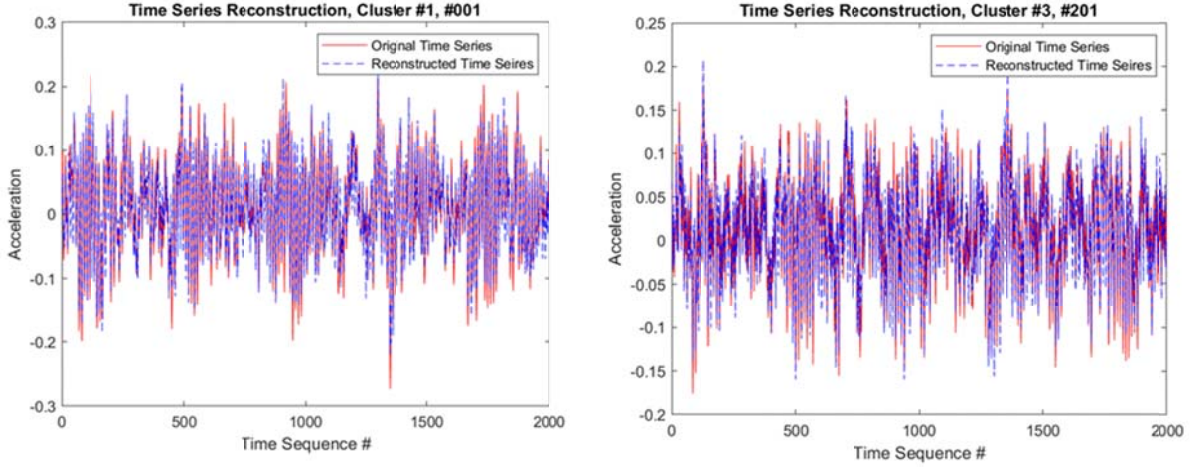 Time Series Reconstruction, Cluster #1, #001
0.3
0.2
0.1
0
-0.1
-0.2
-0.3
Acceleration
Orignal Time Series
Reconstructed Time Seires
0
500
1000
1500
2000
Time Sequence #
Time Series Reconstruction, Cluster #3, #201
0.25
0.2
0.15
0.1
0.05
0
-0.05
-0.1
-0.15
-0.2
Acceleration
Original Time Series
Reconstructed Time Seires
0
500
1000
1500
2000
Time Sequence #